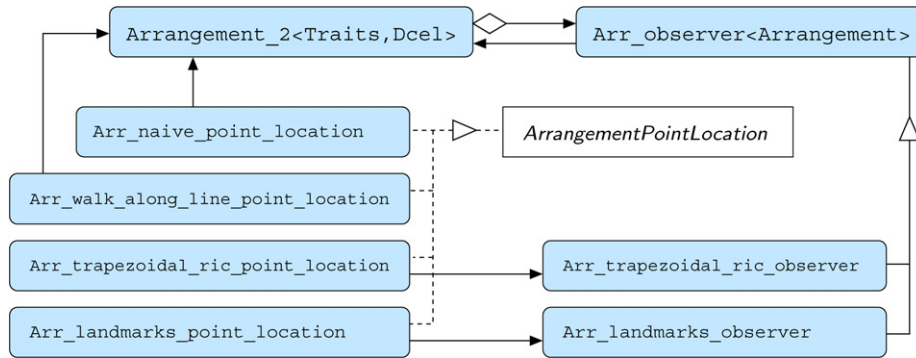 Arrangement_2<Traits,Dcel>
Arr_observer<Arrangement>
Arr_naive_point_location
ArrangementPointLocation
Arr_walk_along_line_point_location
Arr_trapezoidal_ric_point_location
Arr_trapezoidal_ric_observer
Arr_landmarks_point_location
Arr_landmarks_observer